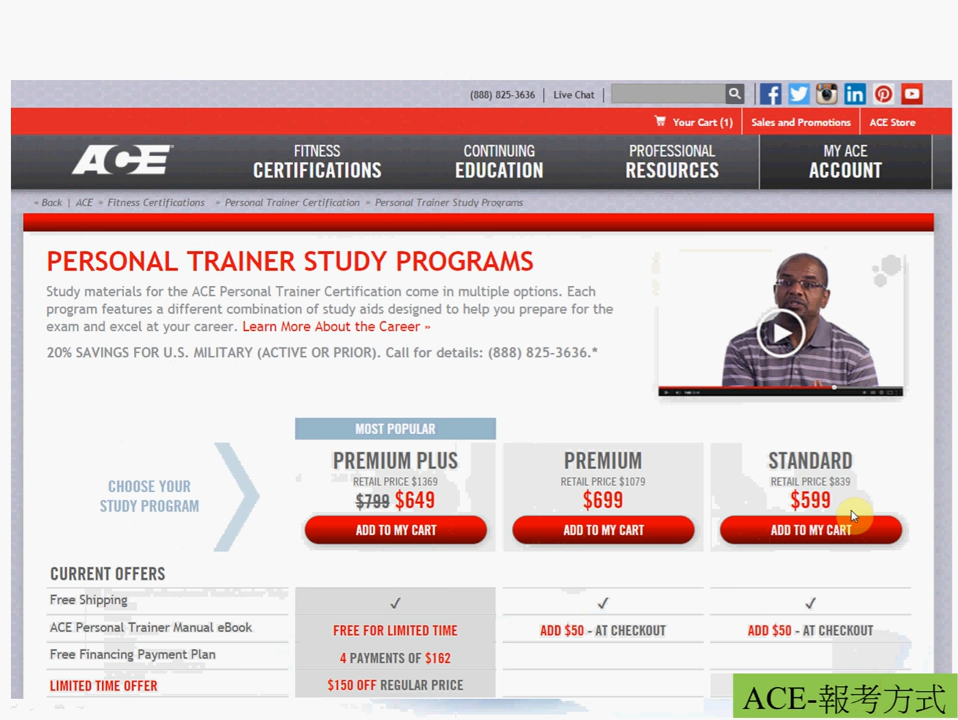 (888) 825-3636 | Live Chat |
Your Cart (1) | Sales and Promotions | ACE Store
ACE
FITNESS CERTIFICATIONS
CONTINUING EDUCATION
PROFESSIONAL RESOURCES
MY ACE ACCOUNT
« Back | ACE » Fitness Certifications » Personal Trainer Certification » Personal Trainer Study Programs
PERSONAL TRAINER STUDY PROGRAMS
Study materials for the ACE Personal Trainer Certification come in multiple options. Each
program features a different combination of study aids designed to help you prepare for the
exam and excel at your career. Learn More About the Career »
20% SAVINGS FOR U.S. MILITARY (ACTIVE OR PRIOR). Call for details: (888) 825-3636.*
MOST POPULAR
CHOOSE YOUR
STUDY PROGRAM
PREMIUM PLUS
RETAIL PRICE $1369
$799 $649
ADD TO MY CART
PREMIUM
RETAIL PRICE $1079
$699
ADD TO MY CART
STANDARD
RETAIL PRICE $839
$599
ADD TO MY CART
CURRENT OFFERS
Free Shipping ✓ ✓ ✓
ACE Personal Trainer Manual eBook FREE FOR LIMITED TIME ADD $50 - AT CHECKOUT ADD $50 - AT CHECKOUT
Free Financing Payment Plan 4 PAYMENTS OF $162
LIMITED TIME OFFER $150 OFF REGULAR PRICE
ACE-報考方式